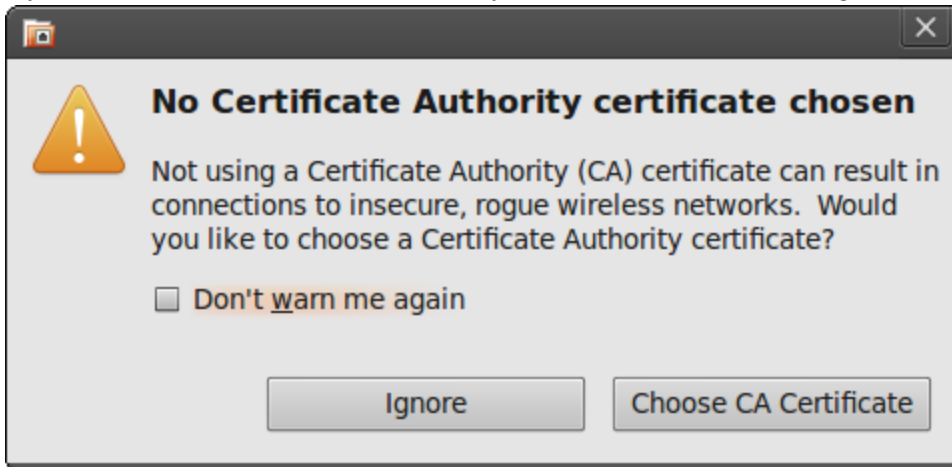 No Certificate Authority certificate chosen
Not using a Certificate Authority (CA) certificate can result in
connections to insecure, rogue wireless networks.  Would
you like to choose a Certificate Authority certificate?
Don't warn me again
Ignore
Choose CA Certificate